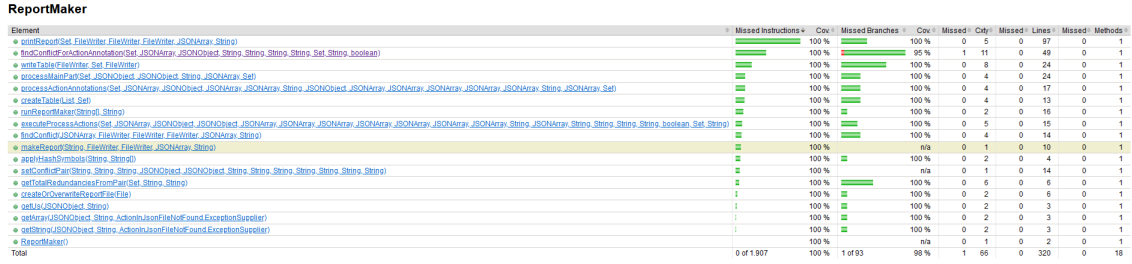 ReportMaker
Element Missed Instructions Cov. Missed Branches Cov. Missed Cxty Missed Lines Missed Methods
printReport(Set, FileWriter, FileWriter, FileWriter, JSONArray, String) 100 % 100 % 0 5 0 97 0 1
findConflictForActionAnnotation(Set, JSONArray, JSONObject, String, String, String, String, Set, String, boolean) 100 % 95 % 1 11 0 49 0 1
writeTable(FileWriter, Set, FileWriter) 100 % 100 % 0 8 0 24 0 1
processMainPart(Set, JSONObject, JSONObject, String, JSONArray, Set) 100 % 100 % 0 4 0 24 0 1
processActionAnnotations(Set, JSONArray, JSONObject, JSONArray, JSONArray, String, JSONObject, JSONArray, JSONArray, JSONArray, JSONArray, JSONArray, String, JSONArray, Set) 100 % 100 % 0 4 0 17 0 1
createTable(List, Set) 100 % 100 % 0 4 0 13 0 1
runReportMaker(String[], String) 100 % 100 % 0 2 0 16 0 1
executeProcessActions(Set, JSONObject, JSONObject, JSONArray, JSONArray, JSONArray, JSONArray, JSONArray, JSONArray, JSONArray, JSONArray, String, JSONArray, String, String, String, String, boolean, Set, String) 100 % 100 % 0 5 0 15 0 1
findConflict(JSONArray, FileWriter, FileWriter, FileWriter, JSONArray, String) 100 % 100 % 0 4 0 14 0 1
makeReport(String, FileWriter, FileWriter, JSONArray, String) 100 % n/a 0 1 0 10 0 1
applyHashSymbols(String, String[]) 100 % 100 % 0 2 0 4 0 1
setConflictPair(String, String, String, JSONObject, JSONObject, String, String, String, String, String, String) 100 % n/a 0 1 0 14 0 1
getTotalRedundanciesFromPair(Set, String, String) 100 % 100 % 0 6 0 6 0 1
createOrOverwriteReportFile(File) 100 % 100 % 0 2 0 6 0 1
getUs(JSONObject, String) 100 % 100 % 0 2 0 3 0 1
getArray(JSONObject, String, ActionInJsonFileNotFound.ExceptionSupplier) 100 % 100 % 0 2 0 3 0 1
getString(JSONObject, String, ActionInJsonFileNotFound.ExceptionSupplier) 100 % 100 % 0 2 0 3 0 1
ReportMaker() 100 % n/a 0 1 0 2 0 1
Total 0 of 1.907 100 % 1 of 93 98 % 1 66 0 320 0 18